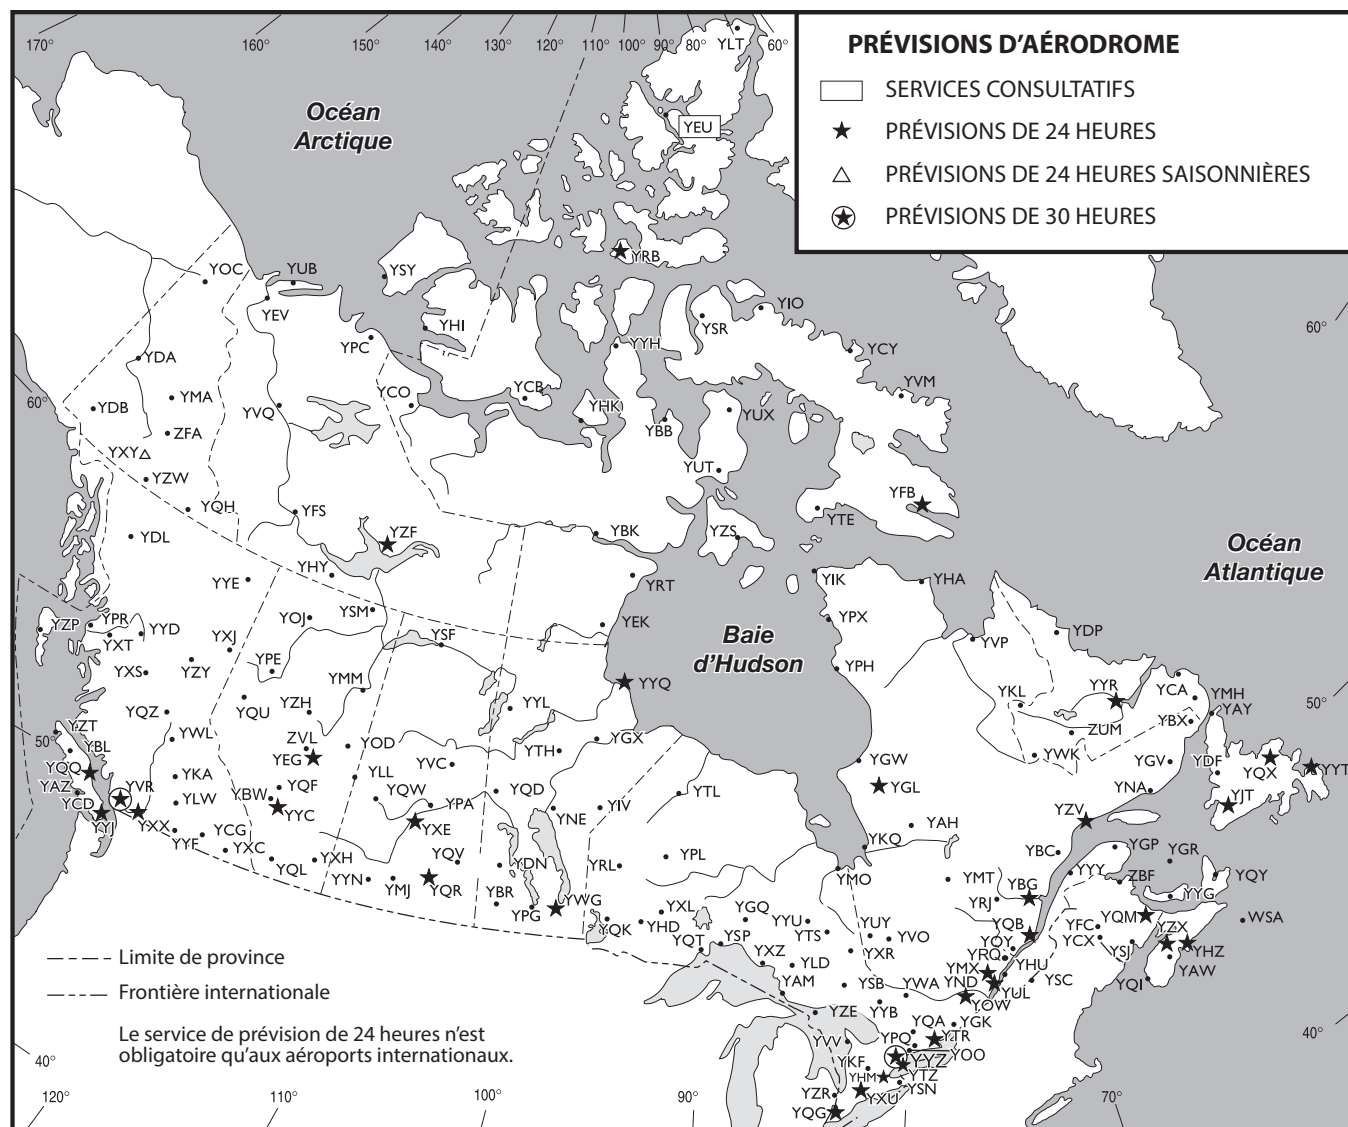 170°
160°
150°
140°
130°
120°
110°
100°
90°
80°
60°
PRÉVISIONS D'AÉRODROME
SERVICES CONSULTATIFS
PRÉVISIONS DE 24 HEURES
PRÉVISIONS DE 24 HEURES SAISONNIÈRES
PRÉVISIONS DE 30 HEURES
YLT
Océan
Arctique
YEU
YRB
YOC
YUB
YSY
YEV
YHI
YIO
YSR
60°
YPC
YYH
YCY
YDA
YVM
60°
YDB
YMA
YVQ
YCO
YCB
YHK
YBB
YUX
ZFA
YXY
YZW
YUT
YQH
YFS
YFB
YTE
YDL
YZF
YBK
YZS
Océan
Atlantique
YYE
YHY
YRT
YIK
YHA
YZP
YPR
YXT
YYD
YXJ
YOJ
YSM
YSF
YEK
Baie
d'Hudson
YPX
YVP
YDP
YXS
YZY
YPE
YMM
YYQ
YPH
YKL
YYR
YCA
YMH
YAY
50°
YQZ
YQU
YZH
YYL
YBX
ZUM
YZT
50°
YBL
YWL
ZVL
YEG
YOD
YTH
YGX
YGW
YWK
YGV
YDF
YQX
YYT
YQQ
YAZ
YKA
YVC
YLL
YGL
YCD
YVR
YLW
YBW
YQF
YQW
YPA
YQD
YIV
YTL
YNA
YJT
YYJ
YXX
YYC
YXE
YNE
YZV
YAH
YYF
YCG
YXC
YQL
YXH
YQV
YDN
YRL
YPL
YKQ
YBC
YGP
YGR
YYY
YYN
YMJ
YQR
YMO
YMT
ZBF
YQY
YBR
YPG
YWG
YRJ
YBG
YYG
YQK
YHD
YXL
YGQ
YYU
YTS
YUY
YVO
YQB
YFC
YQM
WSA
YQT
YSP
YXR
YOY
YCX
YSJ
YZX
YHZ
YXZ
YLD
YRQ
YHU
YAW
YMX
YSC
YQI
YAM
YSB
YWA
YND
YUL
YOW
YZE
YYB
YQA
YGK
YVV
YPQ
YTR
YOO
YKF
YYZ
YHM
YTZ
YZR
YXU
YSN
YQG
40°
Limite de province
Frontière internationale
Le service de prévision de 24 heures n'est
obligatoire qu'aux aéroports internationaux.
40°
120°
110°
100°
90°
70°